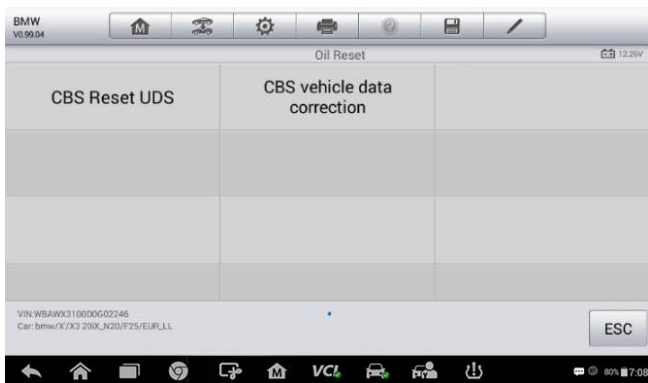 BMW
V0.99.04
Oil Reset
12.26V
CBS Reset UDS
CBS vehicle data
correction
VIN:WBAWX3100D0G02246
Car: bmw/X'/X3 20iX_N20/F25/EUR_LL
ESC
VCI
80% 7:08